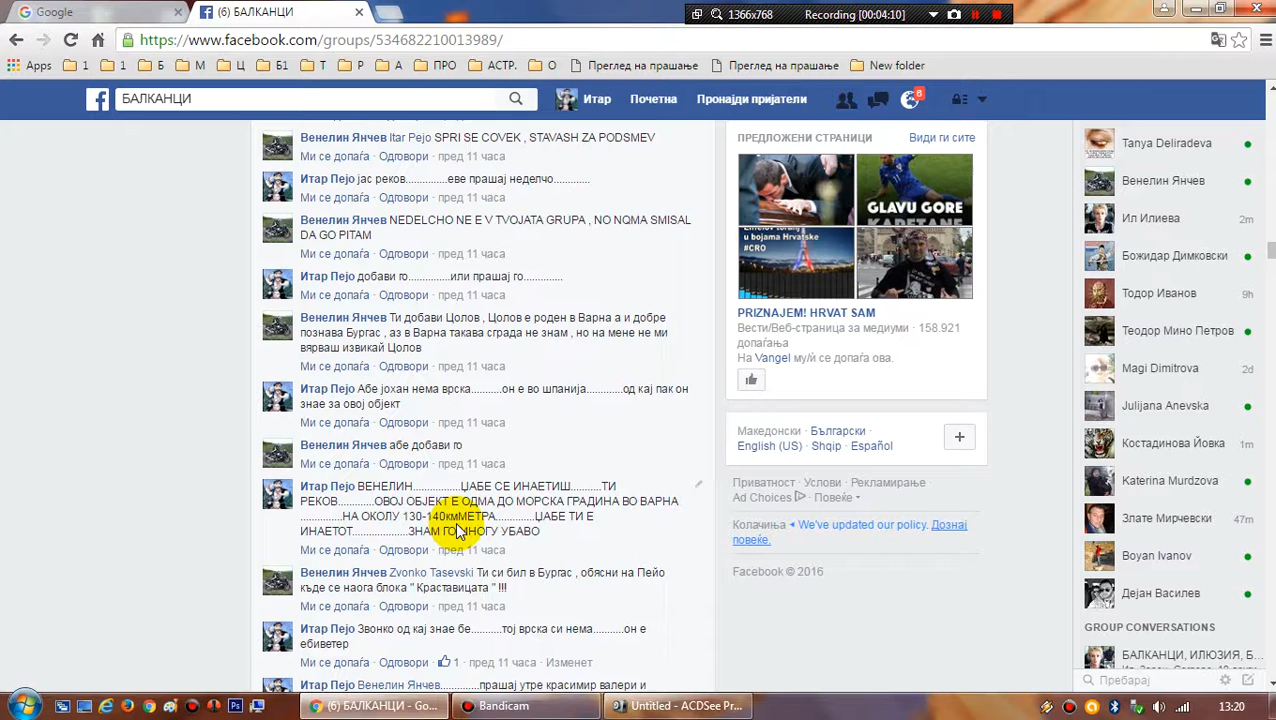 Google
(6) БАЛКАНЦИ
1366x768
Recording [00:04:10]
https://www.facebook.com/groups/534682210013989/
Apps
1
1
Б
М
Ц
Б1
Т
Р
А
ПРО
АСТР.
О
Преглед на прашање
Преглед на прашање
New folder
БАЛКАНЦИ
Итар
Почетна
Пронајди пријатели
8
Венелин Янчев Itar Pejo SPRI SE COVEK , STAVASH ZA PODSMEV
Ми се допаѓа · Одговори · пред 11 часа
Итар Пејо јас реков..............еве прашај неделчо............
Ми се допаѓа · Одговори · пред 11 часа
Венелин Янчев NEDELCHO NE E V TVOJATA GRUPA , NO NQMA SMISAL
DA GO PITAM
Ми се допаѓа · Одговори · пред 11 часа
Итар Пејо добави го.............или прашај го.............
Ми се допаѓа · Одговори · пред 11 часа
Венелин Янчев Ти добави Цолов , Цолов е роден в Варна а и добре
познава Бургас , аз в Варна такава сграда не знам , но на мене не ми
вярваш извикай Цолов
Ми се допаѓа · Одговори · пред 11 часа
Итар Пејо Абе јохан нема врска..........он е во шпанија............од кај пак он
знае за овој објект
Ми се допаѓа · Одговори · пред 11 часа
Венелин Янчев абе добави го
Ми се допаѓа · Одговори · пред 11 часа
Итар Пејо ВЕНЕЛИН................ЏАБЕ СЕ ИНАЕТИШ..........ТИ
РЕКОВ............ОВОЈ ОБЈЕКТ Е ОДМА ДО МОРСКА ГРАДИНА ВО ВАРНА
..............НА ОКОЛУ 130-140кмМЕТРА.............ЏАБЕ ТИ Е
ИНАЕТОТ..................ЗНАМ ГО МНОГУ УБАВО
Ми се допаѓа · Одговори · пред 11 часа
Венелин Янчев Zvonko Tasevski Ти си бил в Бургас , обясни на Пейо
къде се наога блока " Краставицата " !!!
Ми се допаѓа · Одговори · пред 11 часа
Итар Пејо Звонко од кај знае бе..........тој врска си нема..........он е
ебиветер
Ми се допаѓа · Одговори · 1 · пред 11 часа · Изменет
Итар Пејо Венелин Янчев..............прашај утре красимир валери и
ПРЕДЛОЖЕНИ СТРАНИЦИ
Види ги сите
GLAVU GORE
KAPETANE
u bojama Hrvatske
#CRO
PRIZNAJEM! HRVAT SAM
Вести/Веб-страница за медиуми · 158.921
допаѓања
На Vangel му/ѝ се допаѓа ова.
Македонски · Български ·
English (US) · Shqip · Español
Приватност · Услови · Рекламирање ·
Ad Choices · Повеќе
Колачиња We've updated our policy. Дознај
повеќе.
Facebook © 2016
Tanya Deliradeva
Венелин Янчев
Ил Илиева
2m
Божидар Димковски
Тодор Иванов
9h
Теодор Мино Петров
Magi Dimitrova
2d
Julijana Anevska
Костадинова Йовка
1m
Katerina Murdzova
Злате Мирчевски
47m
Boyan Ivanov
Дејан Василев
GROUP CONVERSATIONS
БАЛКАНЦИ, ИЛЮЗИЯ, Б...
Пребарај
(6) БАЛКАНЦИ - Go...
Bandicam
Untitled - ACDSee Pr...
13:20